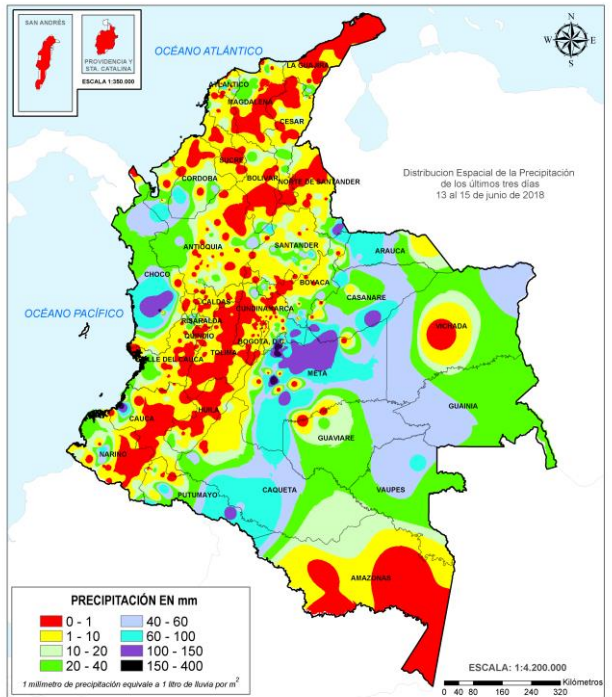 SAN ANDRÉS
PROVIDENCIA Y
STA. CATALINA
ESCALA 1:350.000
N
W E
S
OCÉANO ATLÁNTICO
LA GUAJIRA
ATLÁNTICO
MAGDALENA
CESAR
Distribucion Espacial de la Precipitación
de los últimos tres días
13 al 15 de junio de 2018
SUCRE
CORDOBA
BOLIVAR
NORTE DE SANTANDER
ANTIOQUIA
SANTANDER
ARAUCA
CHOCO
BOYACA
CASANARE
OCÉANO PACÍFICO
CALDAS
CUNDINAMARCA
RISARALDA
VICHADA
QUINDIO
BOGOTA, D.C.
TOLIMA
VALLE DEL CAUCA
META
GUAINIA
HUILA
CAUCA
GUAVIARE
NARIÑO
PUTUMAYO
CAQUETA
VAUPES
AMAZONAS
PRECIPITACIÓN EN mm
0 - 1 40 - 60
1 - 10 60 - 100
10 - 20 100 - 150
20 - 40 150 - 400
1 milímetro de precipitación equivale a 1 litro de lluvia por m²
ESCALA: 1:4.200.000
Kilómetros
0 40 80 160 240 320